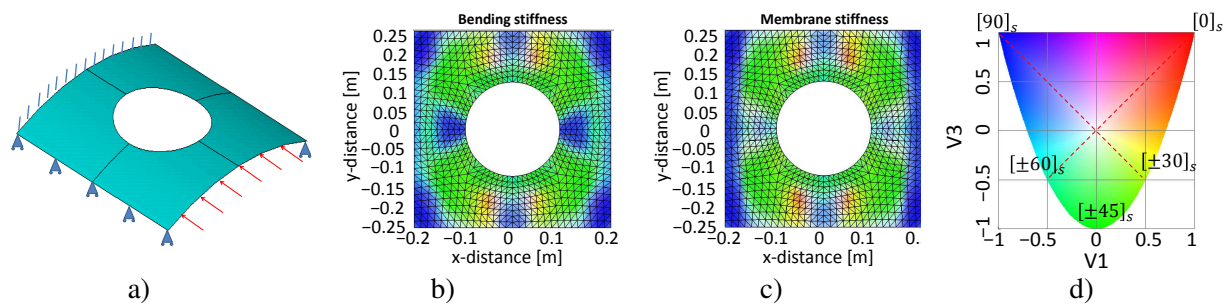 Bending stiffness
0.25
0.2
0.15
0.1
0.05
0
−0.05
−0.1
−0.15
−0.2
−0.25
y-distance [m]
−0.2 −0.1 0 0.1 0.2
x-distance [m]
Membrane stiffness
0.25
0.2
0.15
0.1
0.05
0
−0.05
−0.1
−0.15
−0.2
−0.25
y-distance [m]
−0.2 −0.1 0 0.1 0.
x-distance [m]
[90]s [0]s
1
0.5
0
−0.5
−1
V3
[±60]s [±30]s
[±45]s
−1 −0.5 0 0.5 1
V1
a) b) c) d)